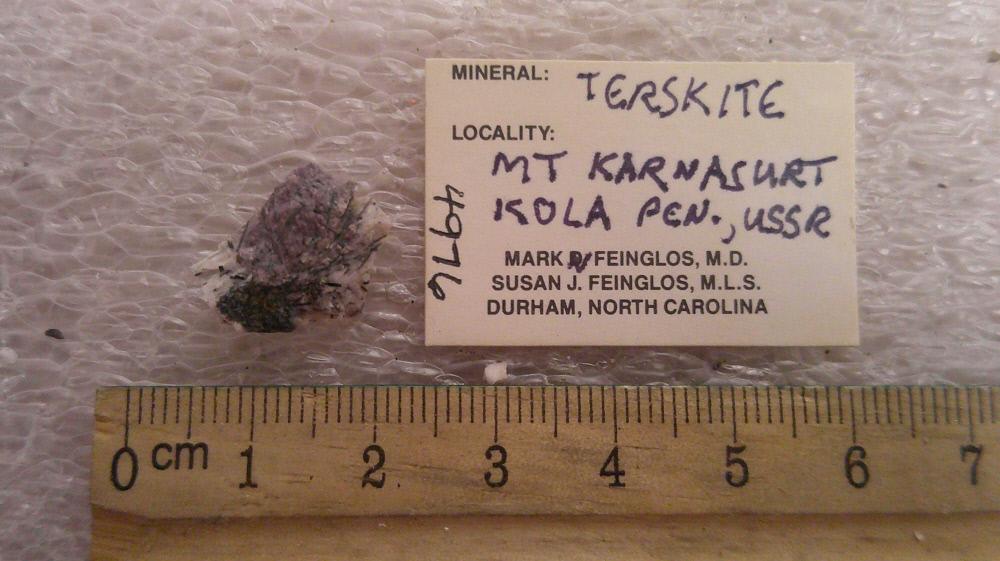 MINERAL: TERSKITE
LOCALITY:
MT KARNASURT
KOLA PEN., USSR
MARK N FEINGLOS, M.D.
SUSAN J. FEINGLOS, M.L.S.
DURHAM, NORTH CAROLINA
4976
0 cm 1 2 3 4 5 6 7